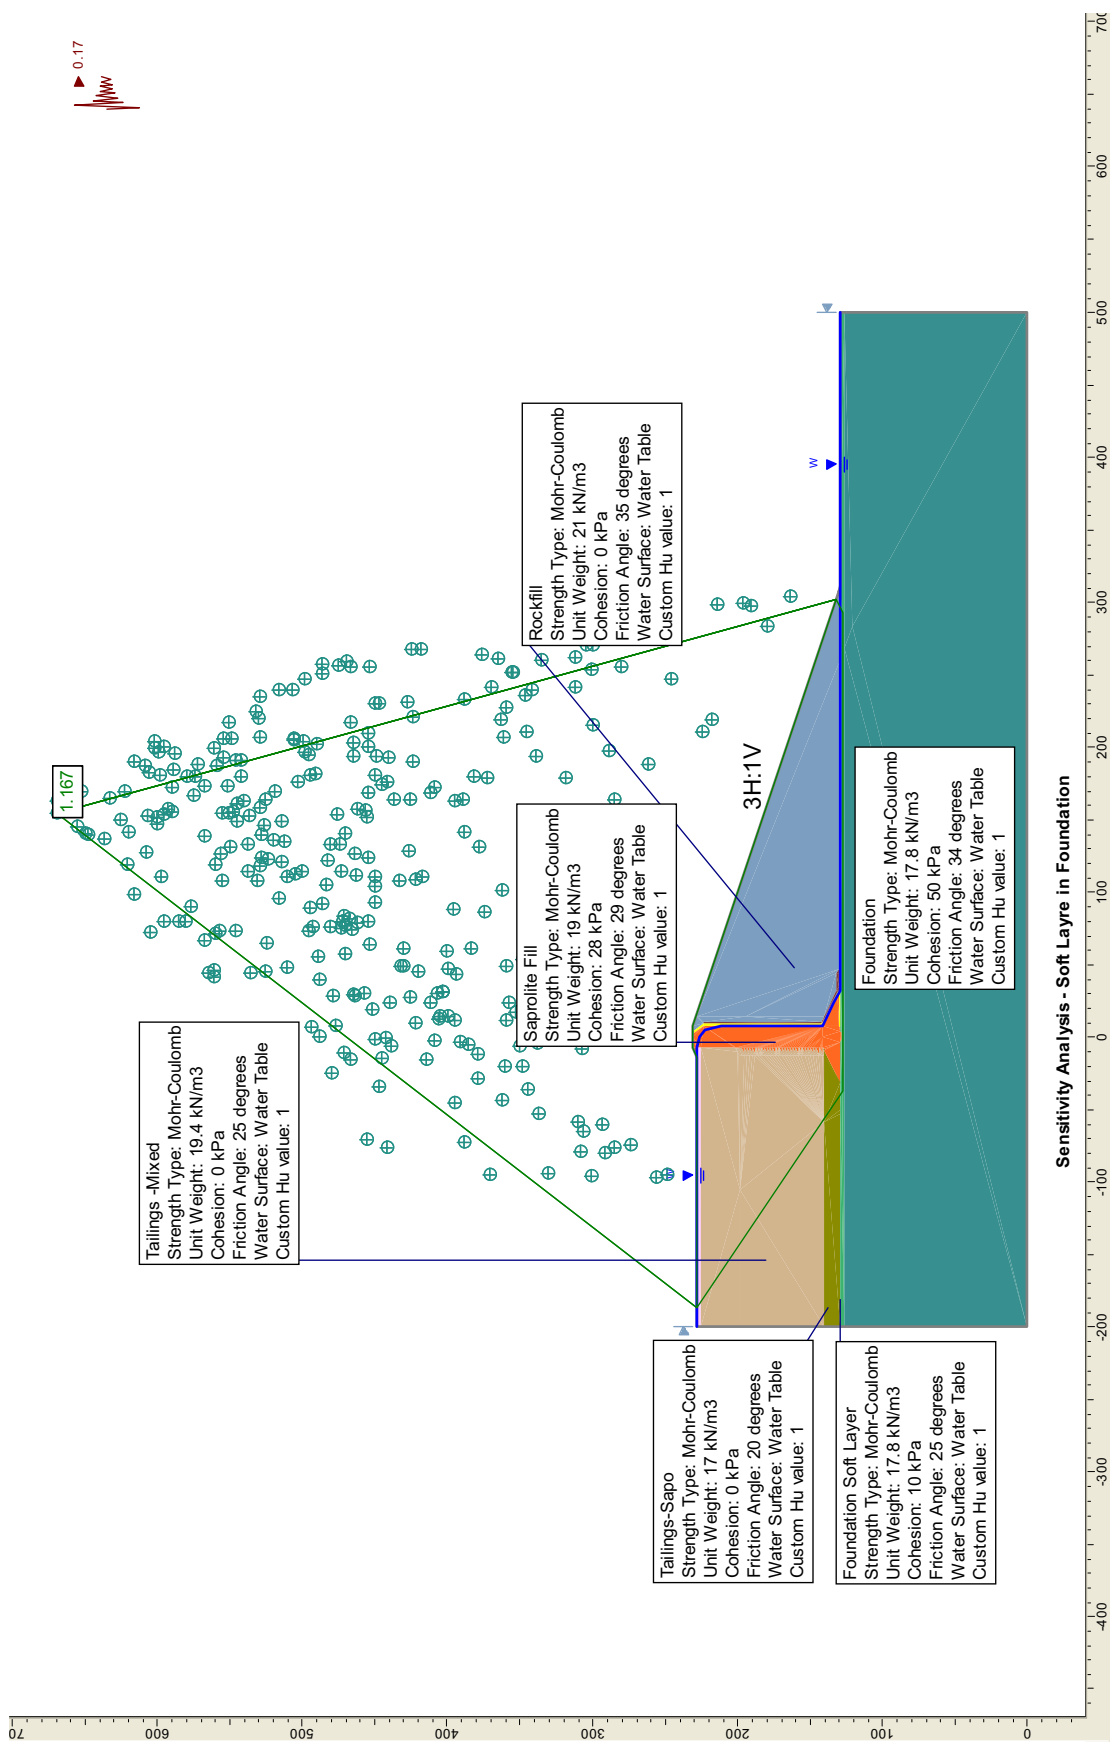 0.17
1.167
Tailings -Mixed
Strength Type: Mohr-Coulomb
Unit Weight: 19.4 kN/m3
Cohesion: 0 kPa
Friction Angle: 25 degrees
Water Surface: Water Table
Custom Hu value: 1
Rockfill
Strength Type: Mohr-Coulomb
Unit Weight: 21 kN/m3
Cohesion: 0 kPa
Friction Angle: 35 degrees
Water Surface: Water Table
Custom Hu value: 1
Saprolite Fill
Strength Type: Mohr-Coulomb
Unit Weight: 19 kN/m3
Cohesion: 28 kPa
Friction Angle: 29 degrees
Water Surface: Water Table
Custom Hu value: 1
3H:1V
W
Tailings-Sapo
Strength Type: Mohr-Coulomb
Unit Weight: 17 kN/m3
Cohesion: 0 kPa
Friction Angle: 20 degrees
Water Surface: Water Table
Custom Hu value: 1
Foundation Soft Layer
Strength Type: Mohr-Coulomb
Unit Weight: 17.8 kN/m3
Cohesion: 10 kPa
Friction Angle: 25 degrees
Water Surface: Water Table
Custom Hu value: 1
Foundation
Strength Type: Mohr-Coulomb
Unit Weight: 17.8 kN/m3
Cohesion: 50 kPa
Friction Angle: 34 degrees
Water Surface: Water Table
Custom Hu value: 1
Sensitivity Analysis - Soft Layre in Foundation
70
600
500
400
300
200
100
0
-400
-300
-200
-100
0
100
200
300
400
500
600
700